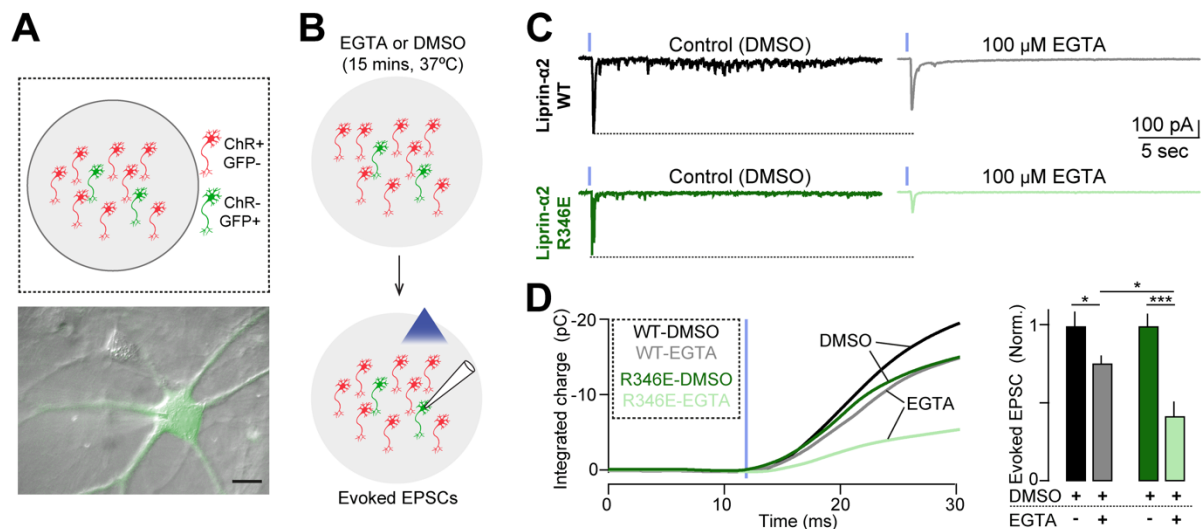 A
ChR+
GFP-
ChR-
GFP+
B
EGTA or DMSO
(15 mins, 37ºC)
Evoked EPSCs
C
Liprin-α2
WT
Control (DMSO)
100 µM EGTA
100 pA
5 sec
Liprin-α2
R346E
Control (DMSO)
100 µM EGTA
D
Integrated charge (pC)
-20
-10
0
WT-DMSO
WT-EGTA
R346E-DMSO
R346E-EGTA
DMSO
EGTA
0 10 20 30
Time (ms)
Evoked EPSC (Norm.)
1
0
* * ***
DMSO + + + +
EGTA - + - +